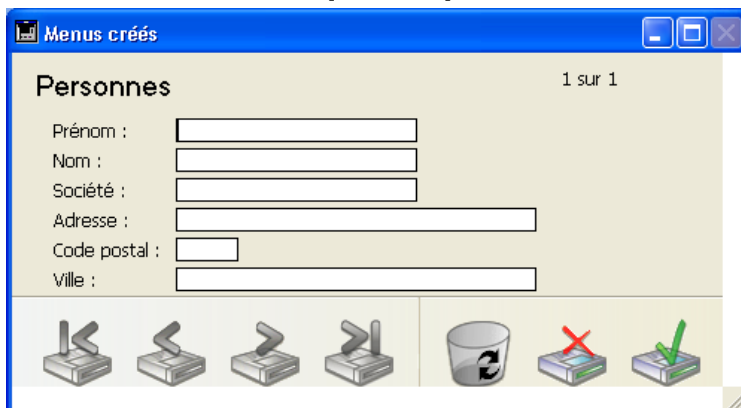 Menus créés
Personnes
1 sur 1
Prénom :
Nom :
Société :
Adresse :
Code postal :
Ville :